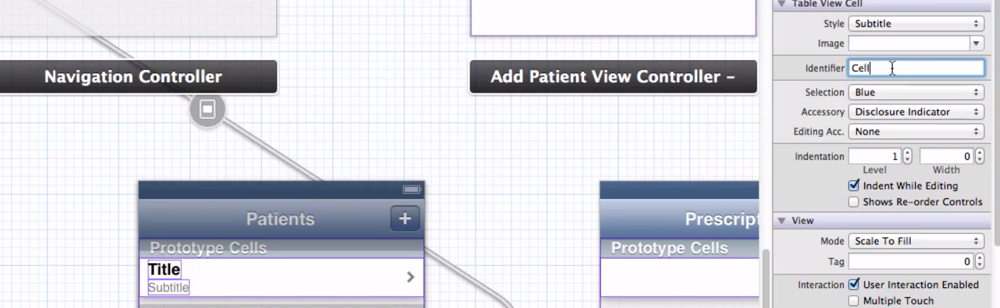 Navigation Controller
Add Patient View Controller –
Patients
+
Prototype Cells
Title
Subtitle
Prescript
Prototype Cells
Table View Cell
Style Subtitle
Image
Identifier Cell
Selection Blue
Accessory Disclosure Indicator
Editing Acc. None
Indentation 1 0
Level Width
Indent While Editing
Shows Re-order Controls
View
Mode Scale To Fill
Tag 0
Interaction User Interaction Enabled
Multiple Touch